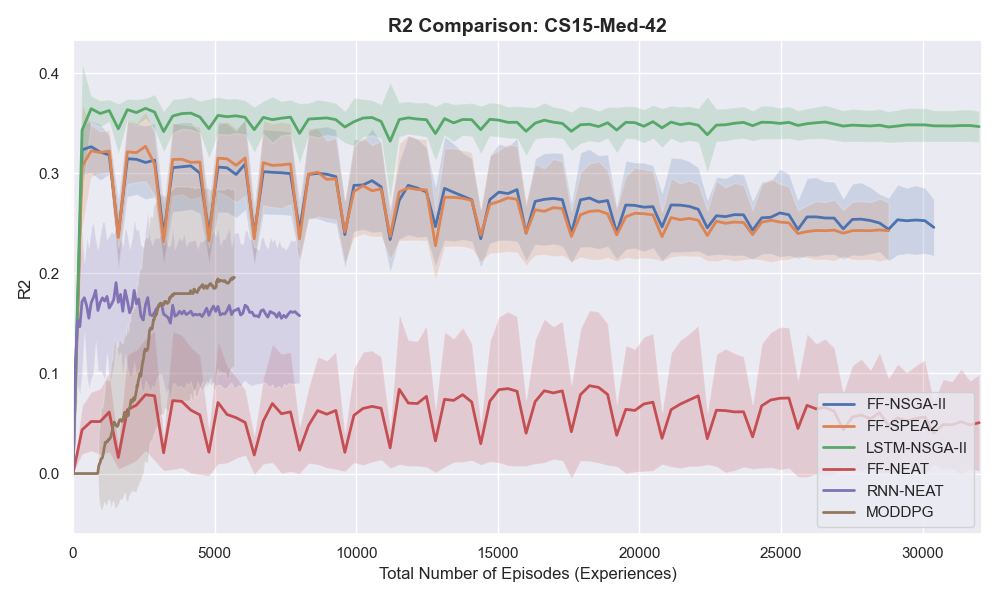 R2 Comparison: CS15-Med-42
R2
0.4
0.3
0.2
0.1
0.0
0
5000
10000
15000
20000
25000
30000
Total Number of Episodes (Experiences)
FF-NSGA-II
FF-SPEA2
LSTM-NSGA-II
FF-NEAT
RNN-NEAT
MODDPG